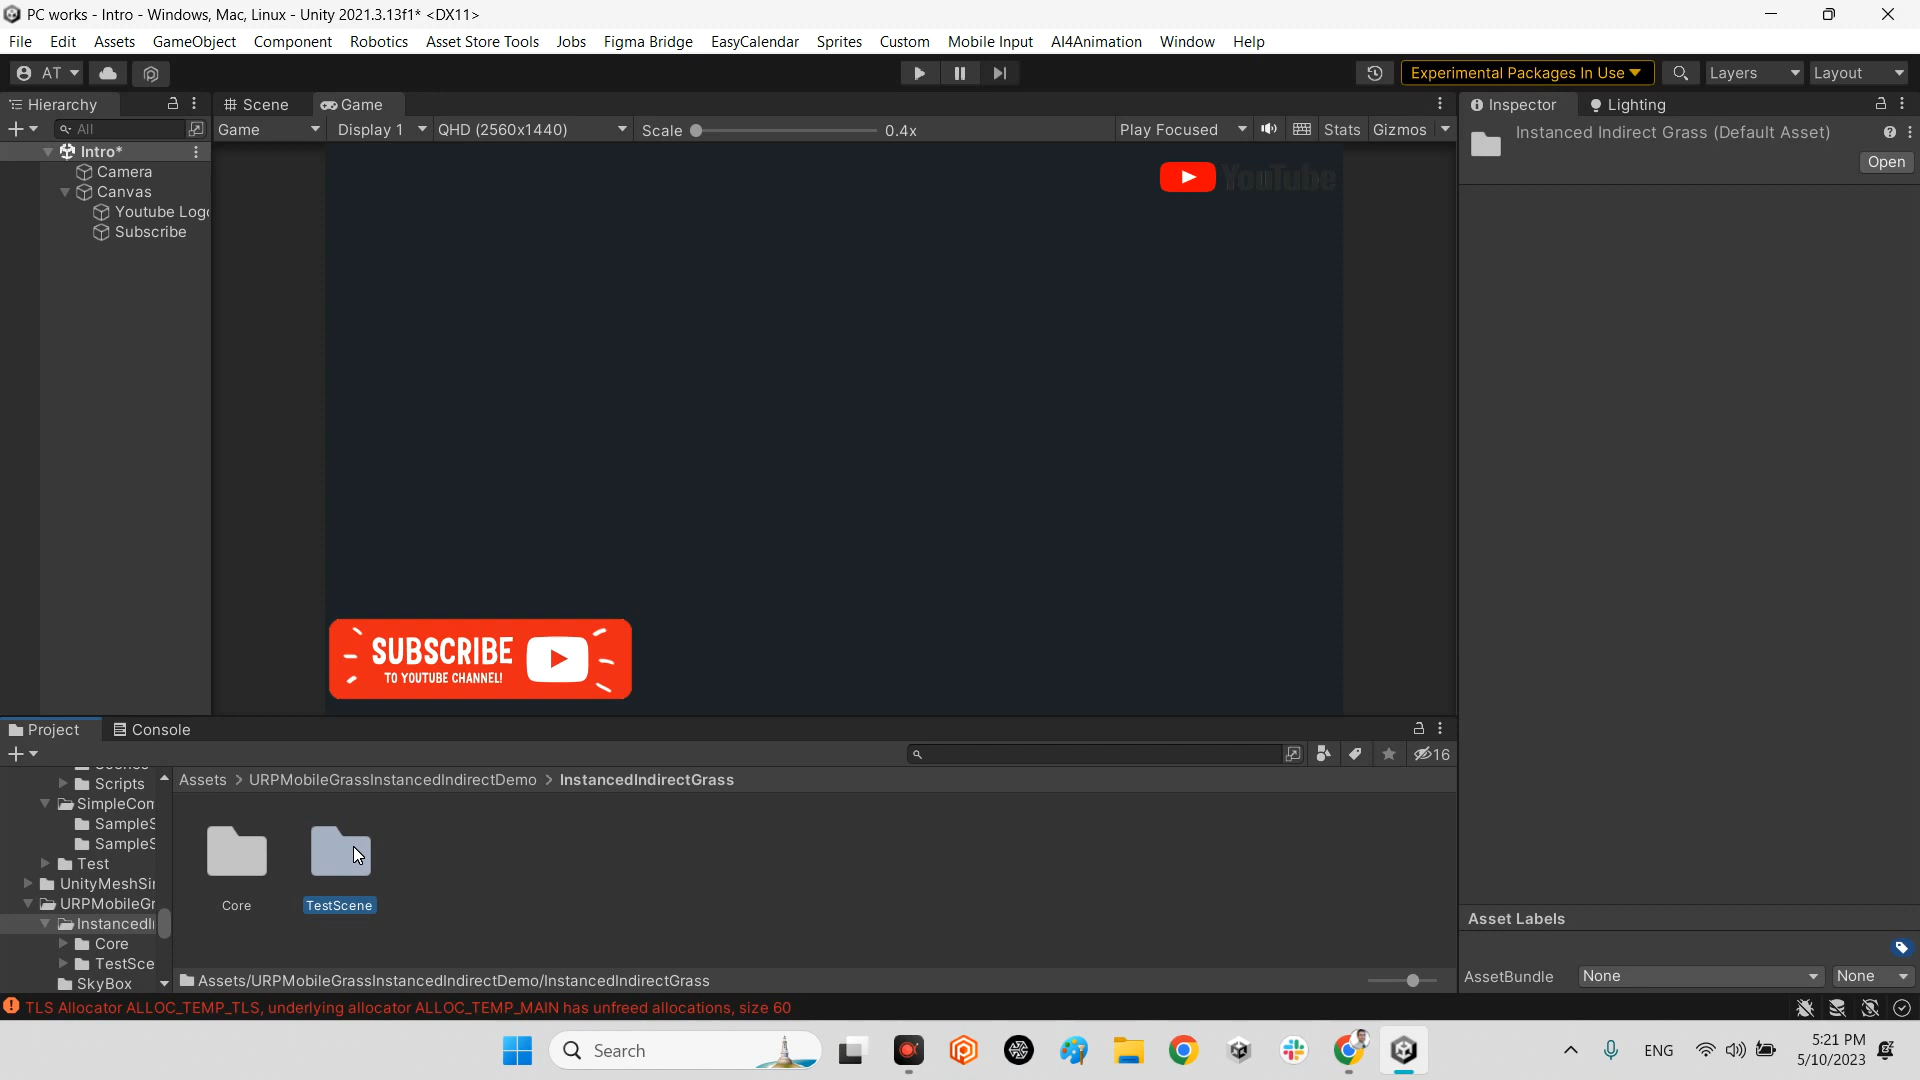 PC works - Intro - Windows, Mac, Linux - Unity 2021.3.13f1* <DX11>
File Edit Assets GameObject Component Robotics Asset Store Tools Jobs Figma Bridge EasyCalendar Sprites Custom Mobile Input AI4Animation Window Help
AT Experimental Packages In Use Layers Layout
Hierarchy Scene Game Inspector Lighting
All Game Display 1 QHD (2560x1440) Scale 0.4x Play Focused Stats Gizmos Instanced Indirect Grass (Default Asset)
Open
Intro*
Camera
Canvas
Youtube Logo
Subscribe
YouTube
SUBSCRIBE
TO YOUTUBE CHANNEL!
Project Console
16
Scripts
SimpleCom
SampleS
SampleS
Test
UnityMeshSi
URPMobileGr
InstancedI
Core
TestSce
SkyBox
Assets > URPMobileGrassInstancedIndirectDemo > InstancedIndirectGrass
Core TestScene
Assets/URPMobileGrassInstancedIndirectDemo/InstancedIndirectGrass
Asset Labels
AssetBundle None None
TLS Allocator ALLOC_TEMP_TLS, underlying allocator ALLOC_TEMP_MAIN has unfreed allocations, size 60
Search
ENG
5:21 PM
5/10/2023